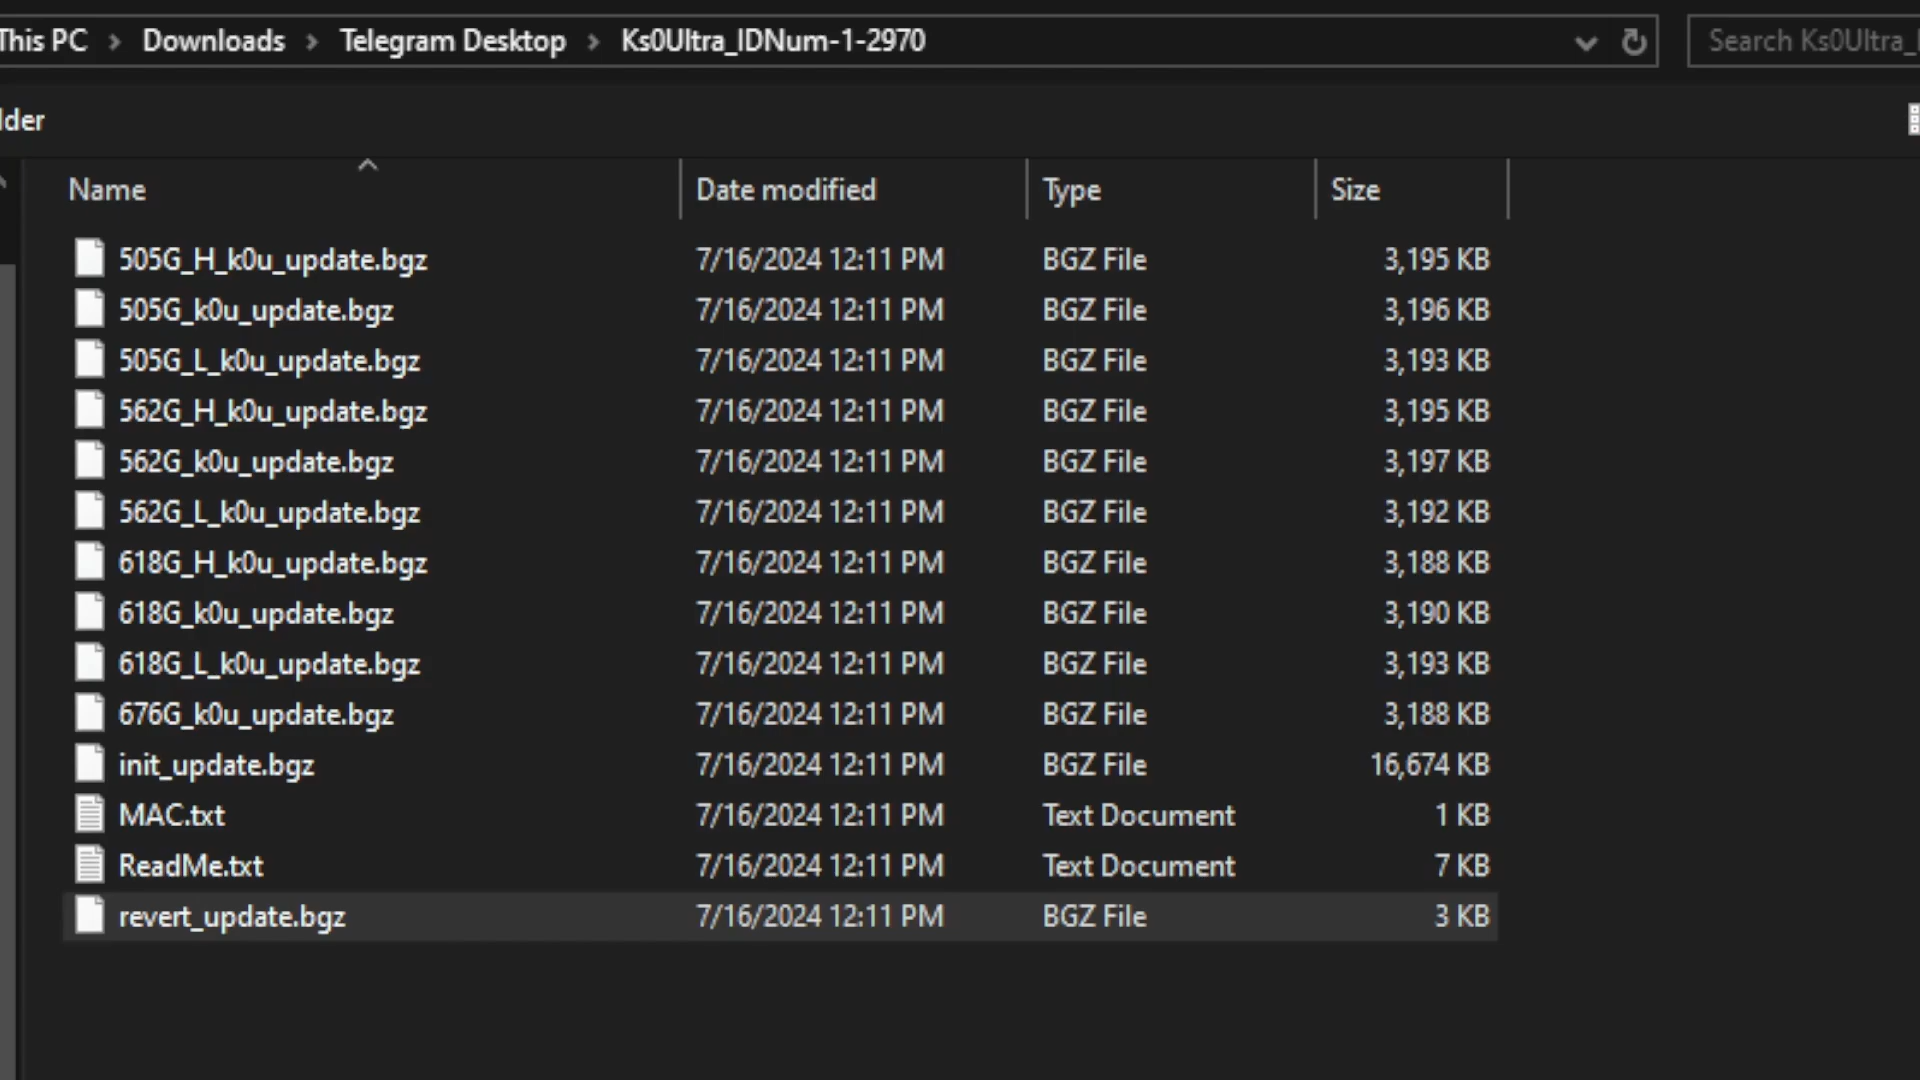 This PC > Downloads > Telegram Desktop > Ks0Ultra_IDNum-1-2970
Search Ks0Ultra_I
lder
Name Date modified Type Size
505G_H_k0u_update.bgz 7/16/2024 12:11 PM BGZ File 3,195 KB
505G_k0u_update.bgz 7/16/2024 12:11 PM BGZ File 3,196 KB
505G_L_k0u_update.bgz 7/16/2024 12:11 PM BGZ File 3,193 KB
562G_H_k0u_update.bgz 7/16/2024 12:11 PM BGZ File 3,195 KB
562G_k0u_update.bgz 7/16/2024 12:11 PM BGZ File 3,197 KB
562G_L_k0u_update.bgz 7/16/2024 12:11 PM BGZ File 3,192 KB
618G_H_k0u_update.bgz 7/16/2024 12:11 PM BGZ File 3,188 KB
618G_k0u_update.bgz 7/16/2024 12:11 PM BGZ File 3,190 KB
618G_L_k0u_update.bgz 7/16/2024 12:11 PM BGZ File 3,193 KB
676G_k0u_update.bgz 7/16/2024 12:11 PM BGZ File 3,188 KB
init_update.bgz 7/16/2024 12:11 PM BGZ File 16,674 KB
MAC.txt 7/16/2024 12:11 PM Text Document 1 KB
ReadMe.txt 7/16/2024 12:11 PM Text Document 7 KB
revert_update.bgz 7/16/2024 12:11 PM BGZ File 3 KB